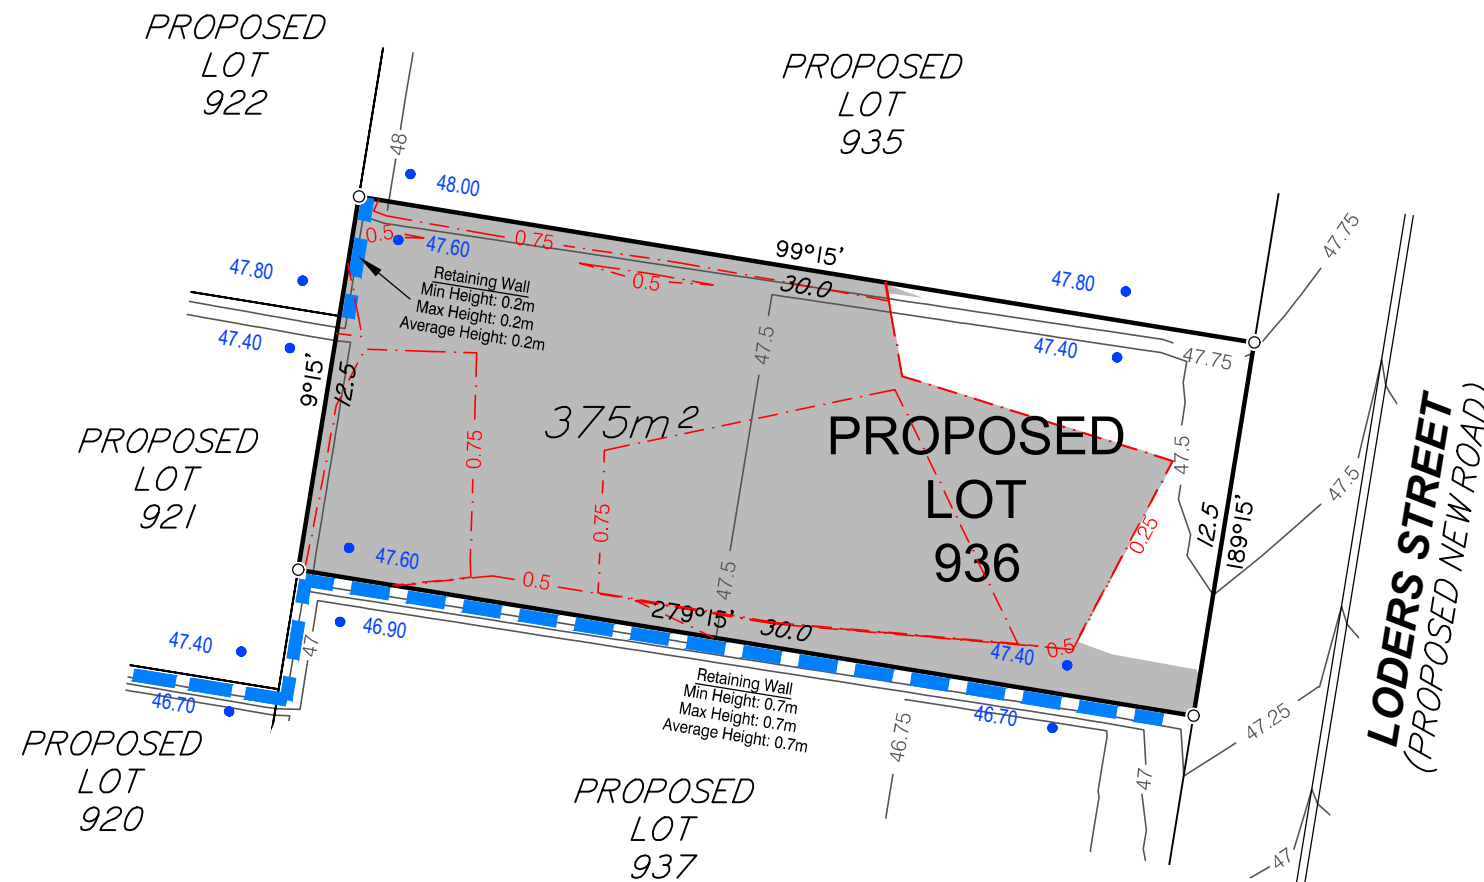 PROPOSED
LOT
922
PROPOSED
LOT
935
48
48.00
47.60
0.5
0.75
0.5
99°15'
30.0
47.80
47.40
47.75
47.75
47.80
47.40
Retaining Wall
Min Height: 0.2m
Max Height: 0.2m
Average Height: 0.2m
9°15'
12.5
47.5
375m²
PROPOSED
LOT
936
0.75
0.75
47.5
0.25
47.5
12.5
189°15'
47.5
LODERS STREET
(PROPOSED NEW ROAD)
PROPOSED
LOT
921
47.60
0.5
279°15'
30.0
47.40
0.5
47.40
46.70
47
46.90
Retaining Wall
Min Height: 0.7m
Max Height: 0.7m
Average Height: 0.7m
46.70
46.75
47
47.25
47
PROPOSED
LOT
920
PROPOSED
LOT
937